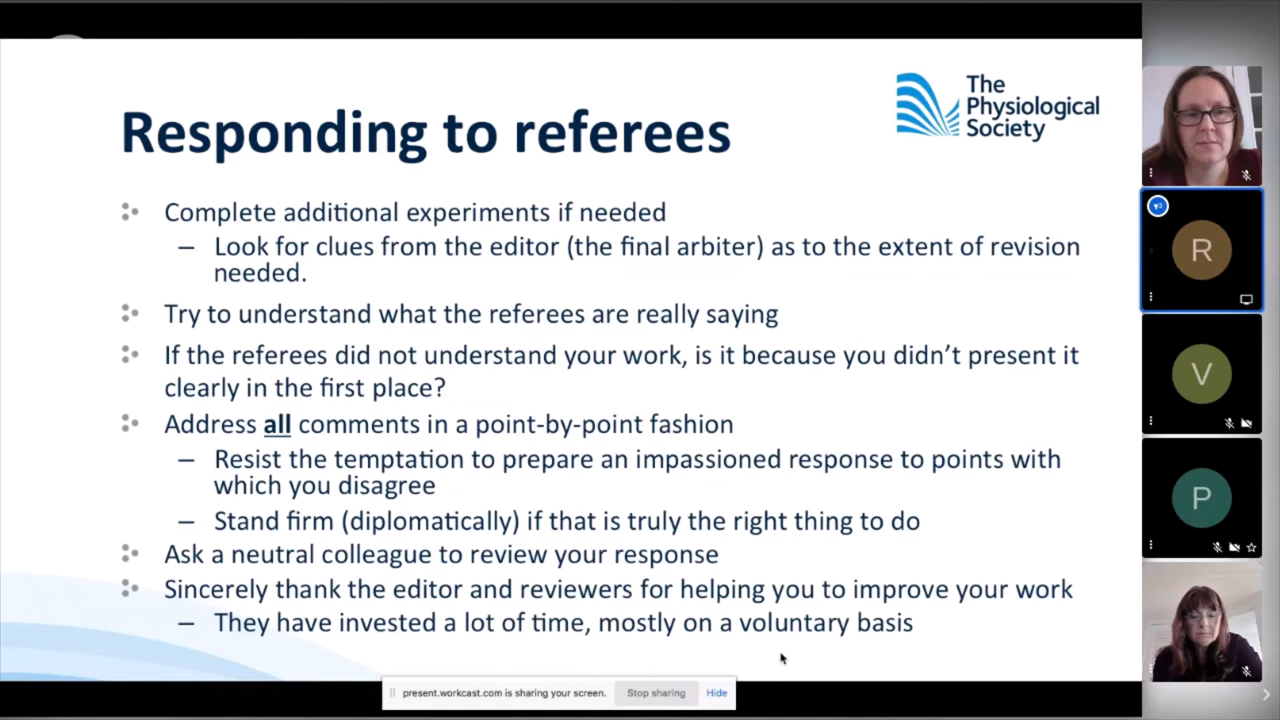 The
Physiological
Society
Responding to referees
Complete additional experiments if needed
– Look for clues from the editor (the final arbiter) as to the extent of revision
needed.
Try to understand what the referees are really saying
If the referees did not understand your work, is it because you didn’t present it
clearly in the first place?
Address all comments in a point-by-point fashion
– Resist the temptation to prepare an impassioned response to points with
which you disagree
– Stand firm (diplomatically) if that is truly the right thing to do
Ask a neutral colleague to review your response
Sincerely thank the editor and reviewers for helping you to improve your work
– They have invested a lot of time, mostly on a voluntary basis
present.workcast.com is sharing your screen. Stop sharing Hide
R
V
P